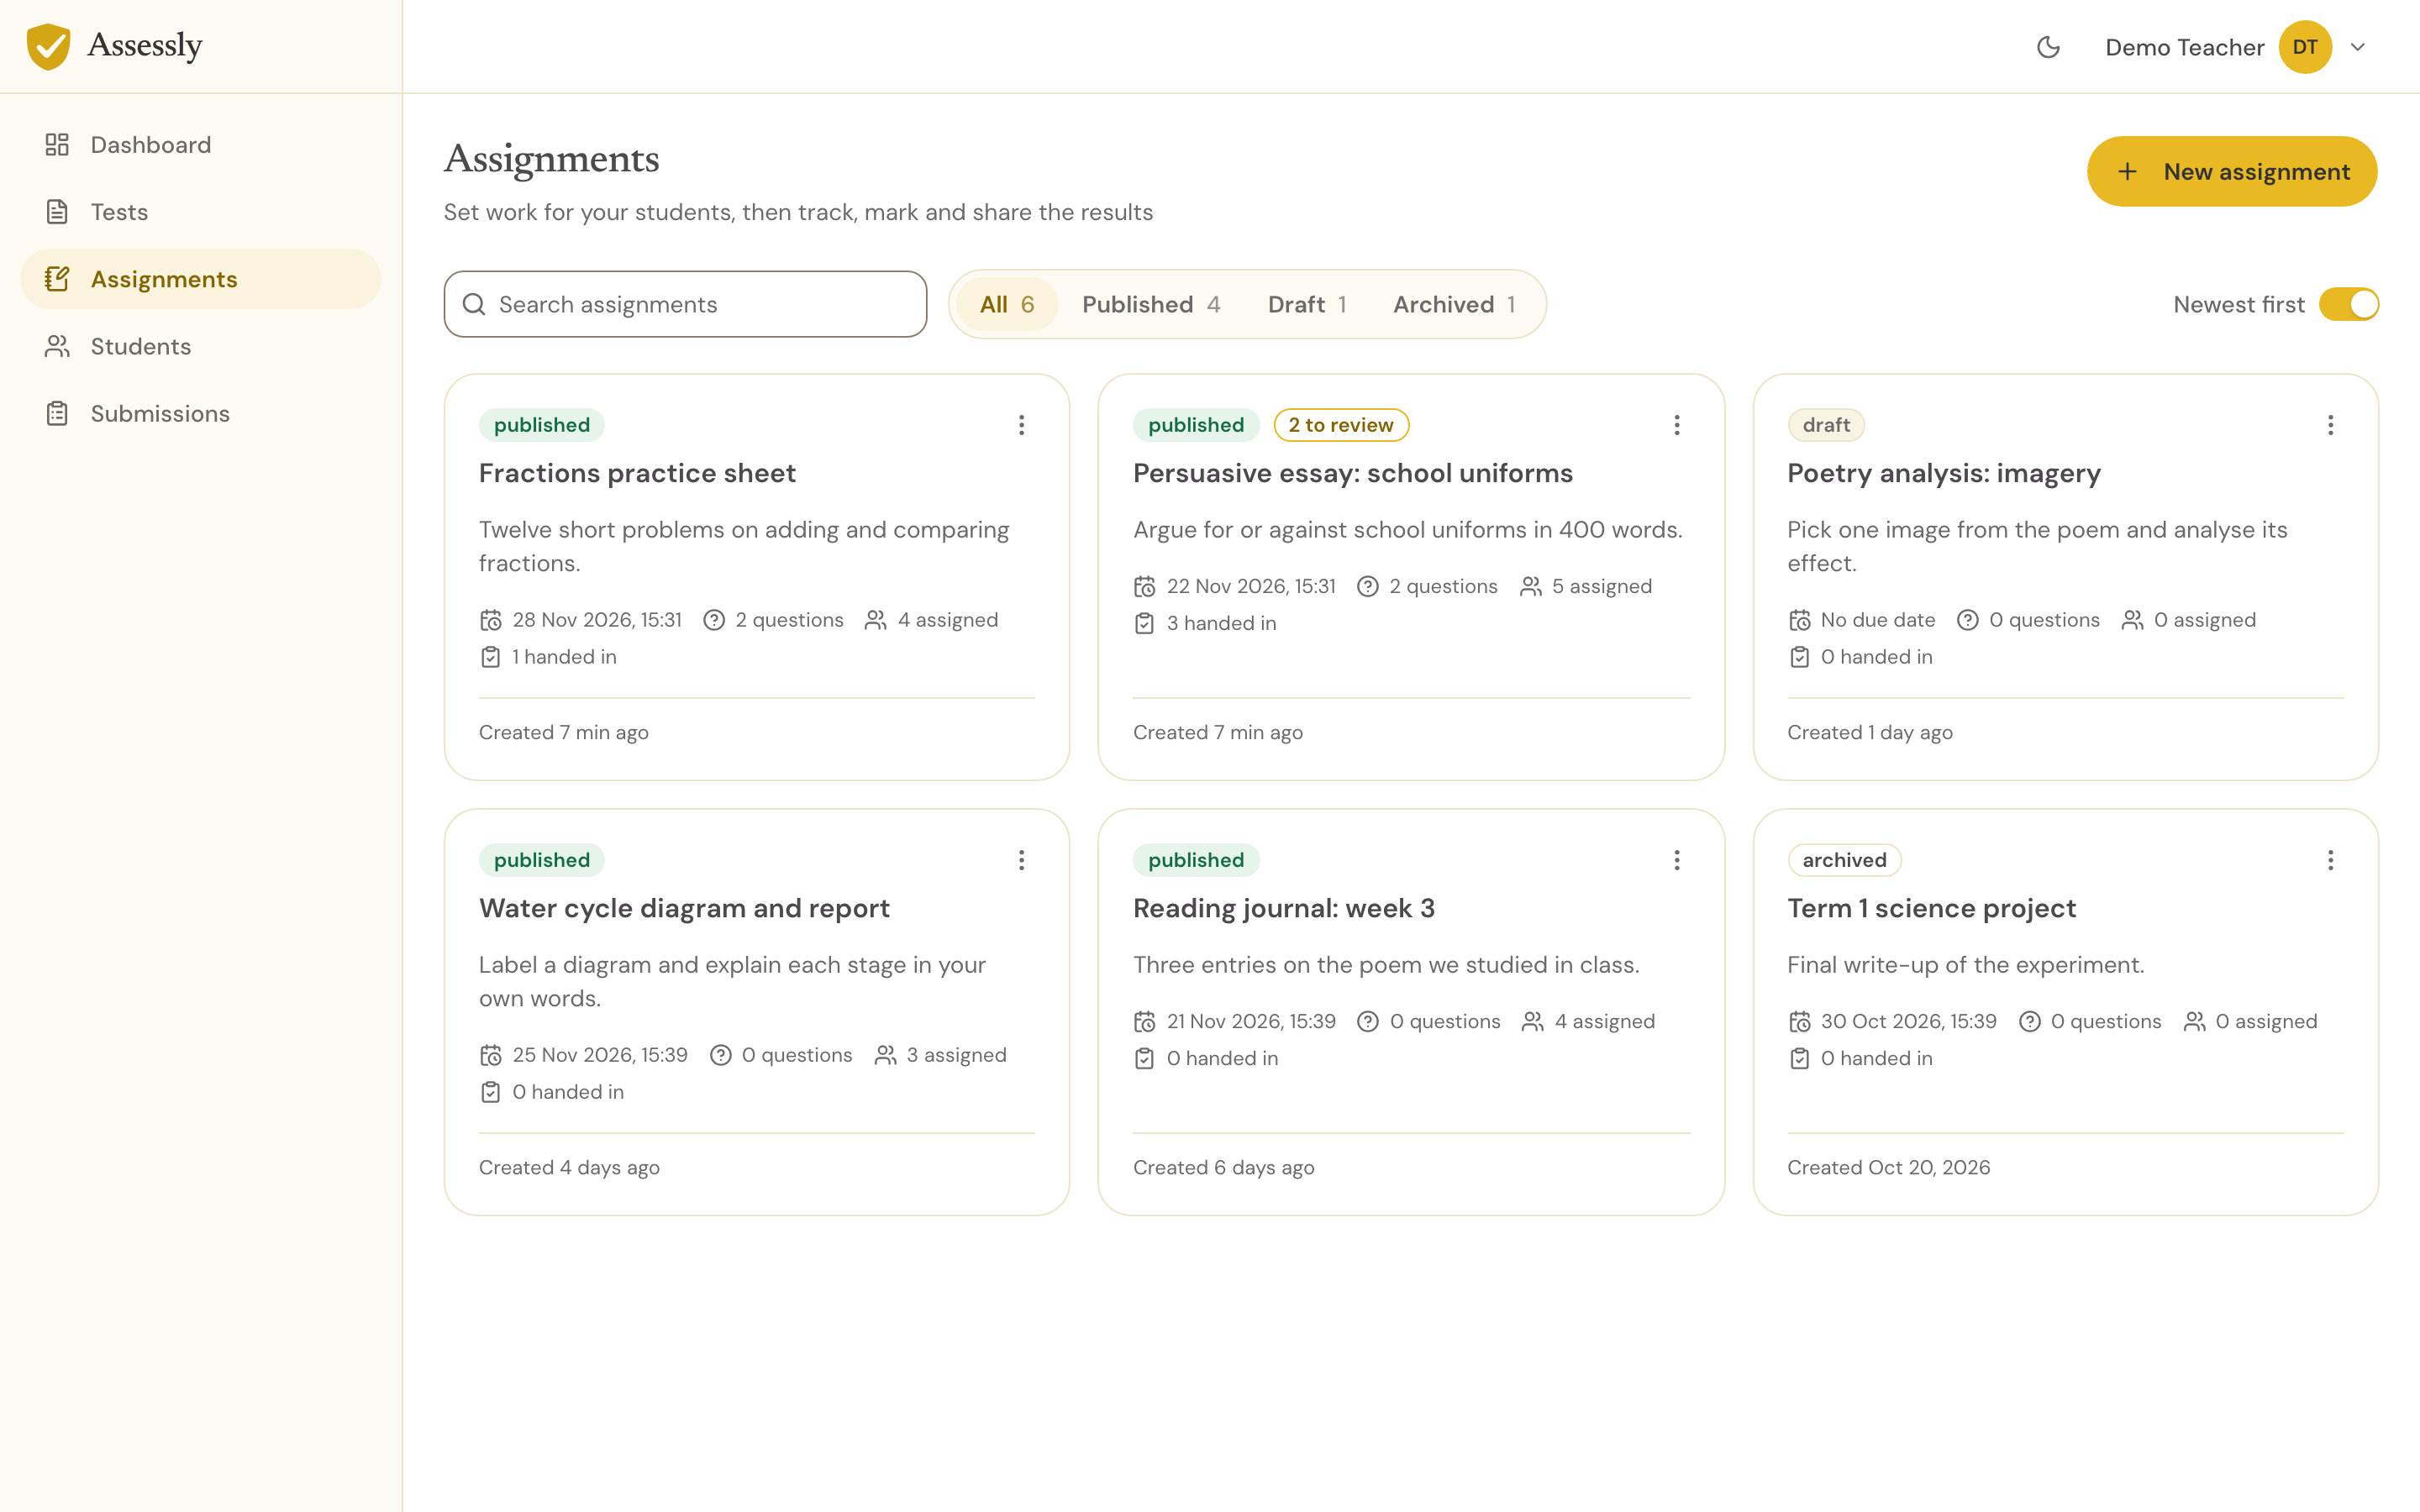 Assessly
Demo Teacher DT
Dashboard
Tests
Assignments
Students
Submissions
Assignments
Set work for your students, then track, mark and share the results
New assignment
Search assignments
All 6 Published 4 Draft 1 Archived 1
Newest first
published
Fractions practice sheet
Twelve short problems on adding and comparing
fractions.
28 Nov 2026, 15:31 2 questions 4 assigned
1 handed in
Created 7 min ago
published 2 to review
Persuasive essay: school uniforms
Argue for or against school uniforms in 400 words.
22 Nov 2026, 15:31 2 questions 5 assigned
3 handed in
Created 7 min ago
draft
Poetry analysis: imagery
Pick one image from the poem and analyse its
effect.
No due date 0 questions 0 assigned
0 handed in
Created 1 day ago
published
Water cycle diagram and report
Label a diagram and explain each stage in your
own words.
25 Nov 2026, 15:39 0 questions 3 assigned
0 handed in
Created 4 days ago
published
Reading journal: week 3
Three entries on the poem we studied in class.
21 Nov 2026, 15:39 0 questions 4 assigned
0 handed in
Created 6 days ago
archived
Term 1 science project
Final write-up of the experiment.
30 Oct 2026, 15:39 0 questions 0 assigned
0 handed in
Created Oct 20, 2026